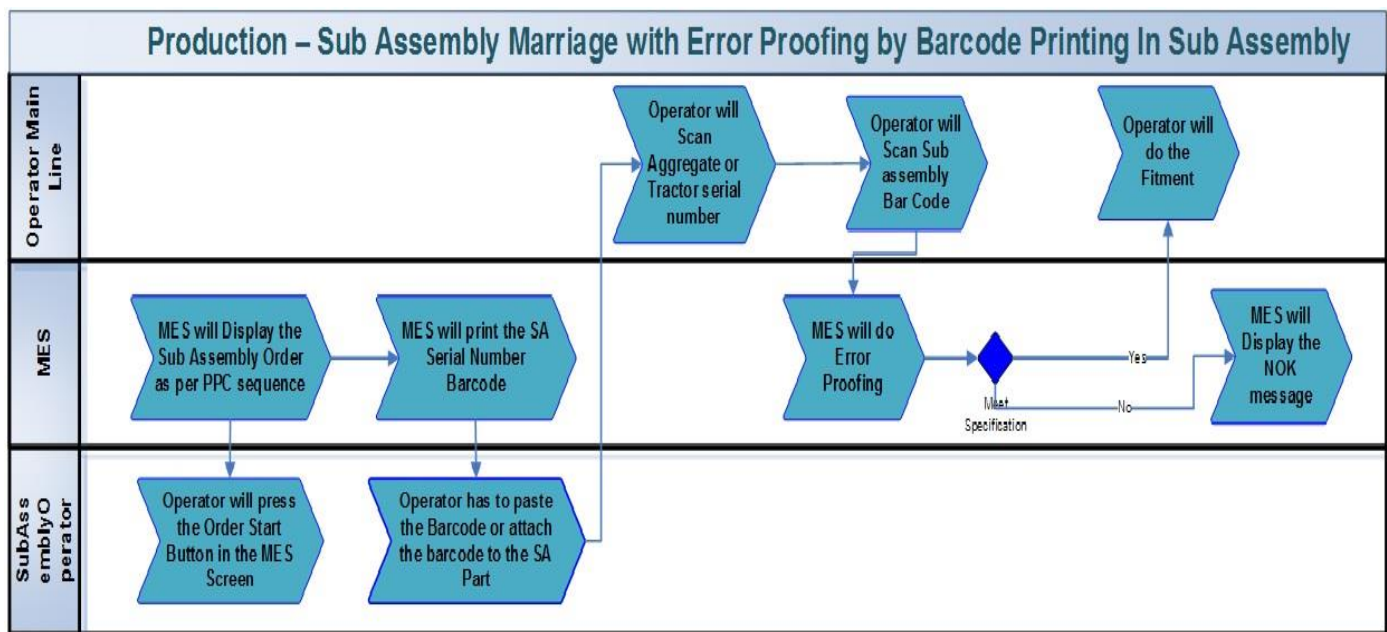 Production – Sub Assembly Marriage with Error Proofing by Barcode Printing In Sub Assembly
Operator Main
Line
Operator will
Scan
Aggregate or
Tractor serial
number
Operator will
Scan Sub
assembly
Bar Code
Operator will
do the
Fitment
MES
MES will Display the
Sub Assembly Order
as per PPC sequence
MES will print the SA
Serial Number
Barcode
MES will do
Error
Proofing
Meet
Specification
Yes
No
MES will
Display the
NOK
message
SubAss
emblyO
perator
Operator will press
the Order Start
Button in the MES
Screen
Operator has to paste
the Barcode or attach
the barcode to the SA
Part